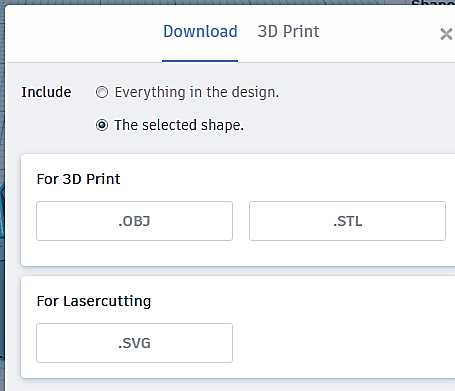 Shape
Download 3D Print
Include Everything in the design.
The selected shape.
For 3D Print
.OBJ .STL
For Lasercutting
.SVG